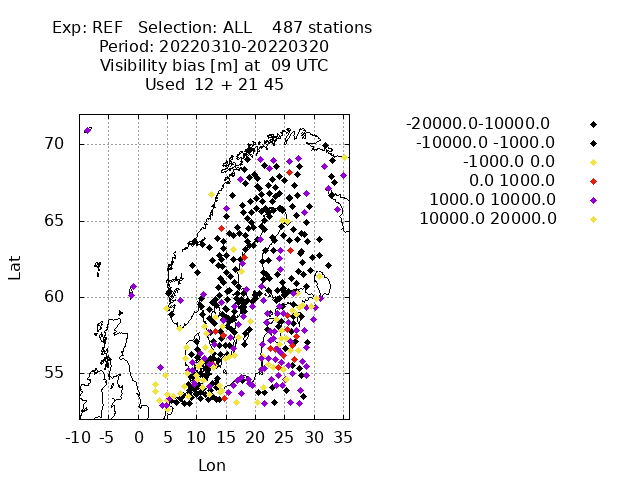 Exp: REF Selection: ALL 487 stations
Period: 20220310-20220320
Visibility bias [m] at 09 UTC
Used 12 + 21 45
-20000.0-10000.0
-10000.0 -1000.0
-1000.0 0.0
0.0 1000.0
1000.0 10000.0
10000.0 20000.0
70
65
60
55
Lat
-10 -5 0 5 10 15 20 25 30 35
Lon